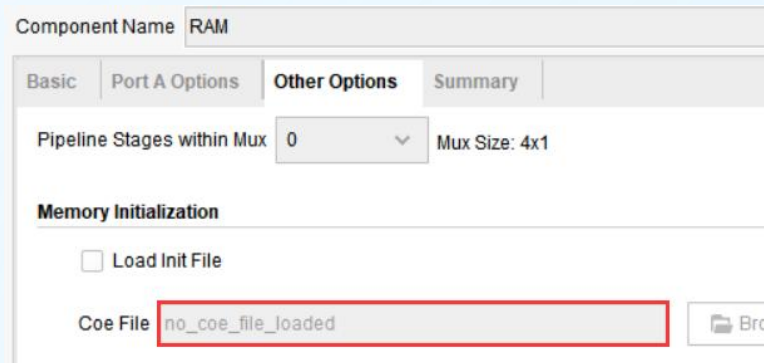 Component Name RAM
Basic Port A Options Other Options Summary
Pipeline Stages within Mux 0 Mux Size: 4x1
Memory Initialization
Load Init File
Coe File no_coe_file_loaded